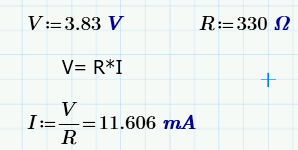 V:=3.83 V R:=330 Ω
V= R*I
I:=V/R=11.606 mA